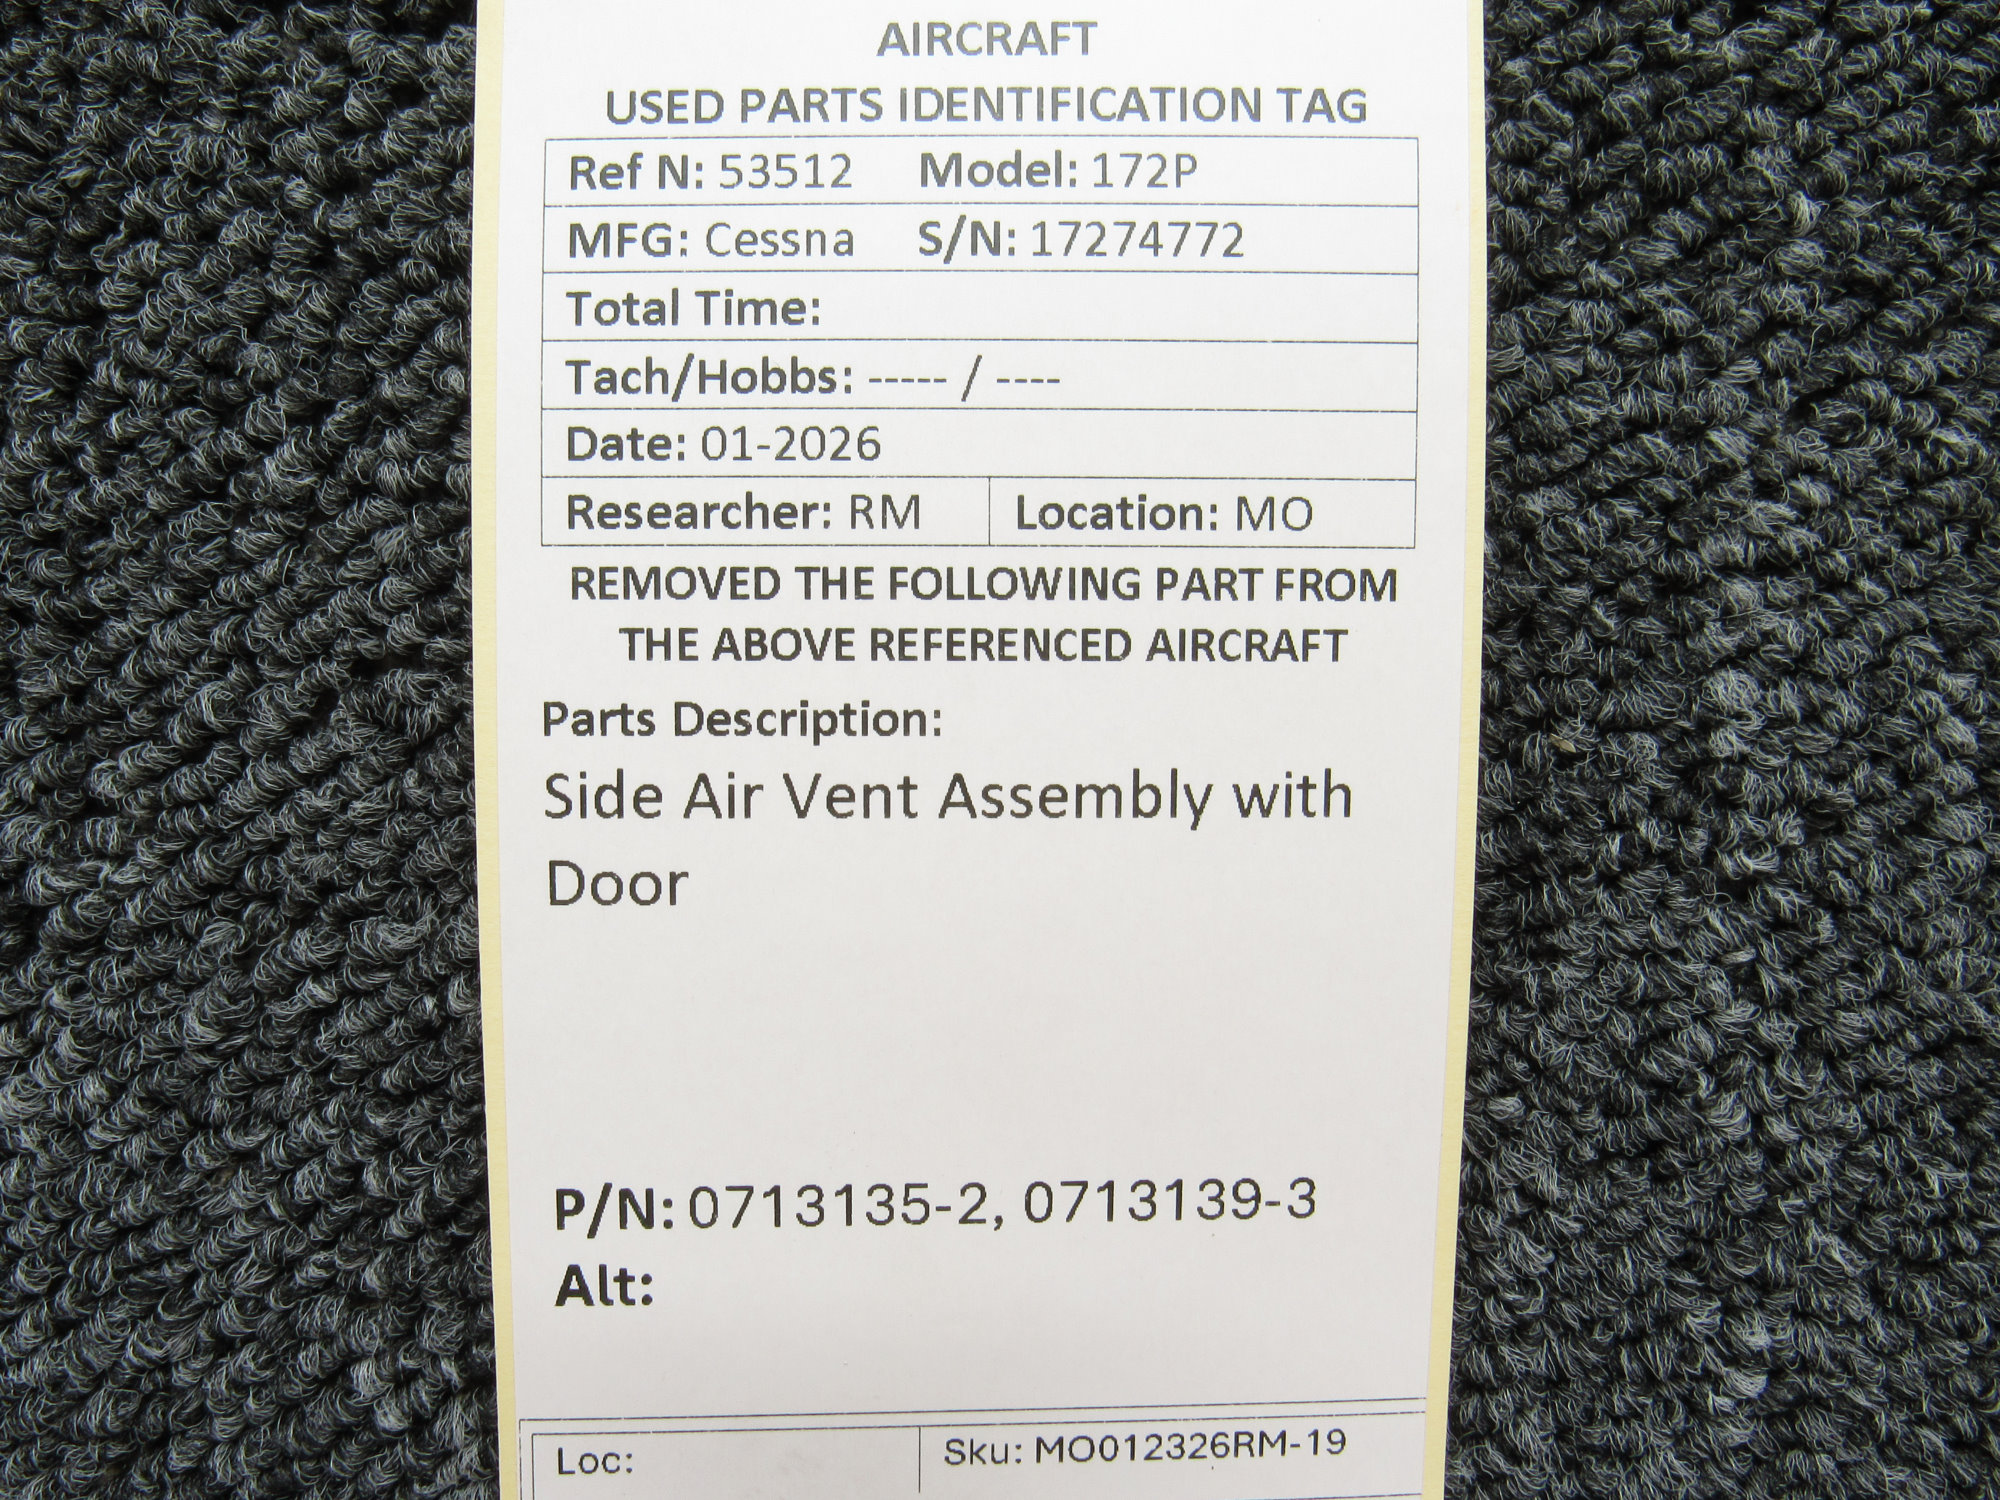 AIRCRAFT
USED PARTS IDENTIFICATION TAG
Ref N: 53512 Model: 172P
MFG: Cessna S/N: 17274772
Total Time:
Tach/Hobbs: ----- / ----
Date: 01-2026
Researcher: RM Location: MO
REMOVED THE FOLLOWING PART FROM
THE ABOVE REFERENCED AIRCRAFT
Parts Description:
Side Air Vent Assembly with
Door
P/N: 0713135-2, 0713139-3
Alt:
Loc: Sku: MO012326RM-19